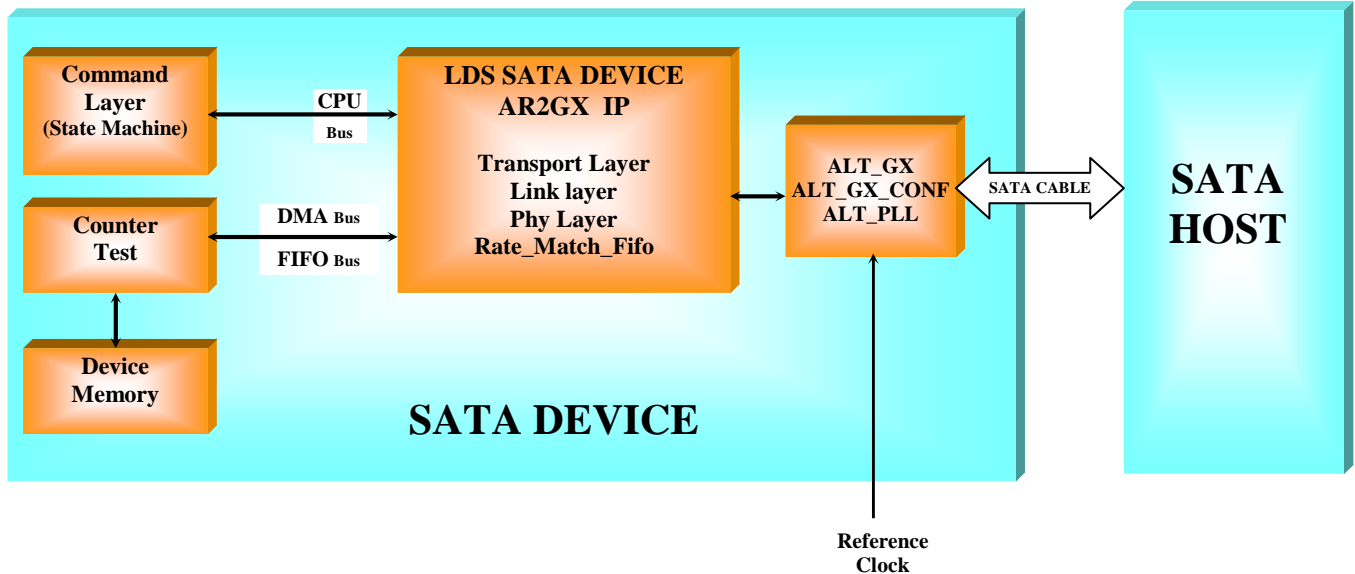 Command
Layer
(State Machine)
CPU
Bus
LDS SATA DEVICE
AR2GX IP
Transport Layer
Link layer
Phy Layer
Rate_Match_Fifo
Counter
Test
DMA Bus
FIFO Bus
Device
Memory
ALT_GX
ALT_GX_CONF
ALT_PLL
SATA CABLE
SATA
HOST
SATA DEVICE
Reference
Clock